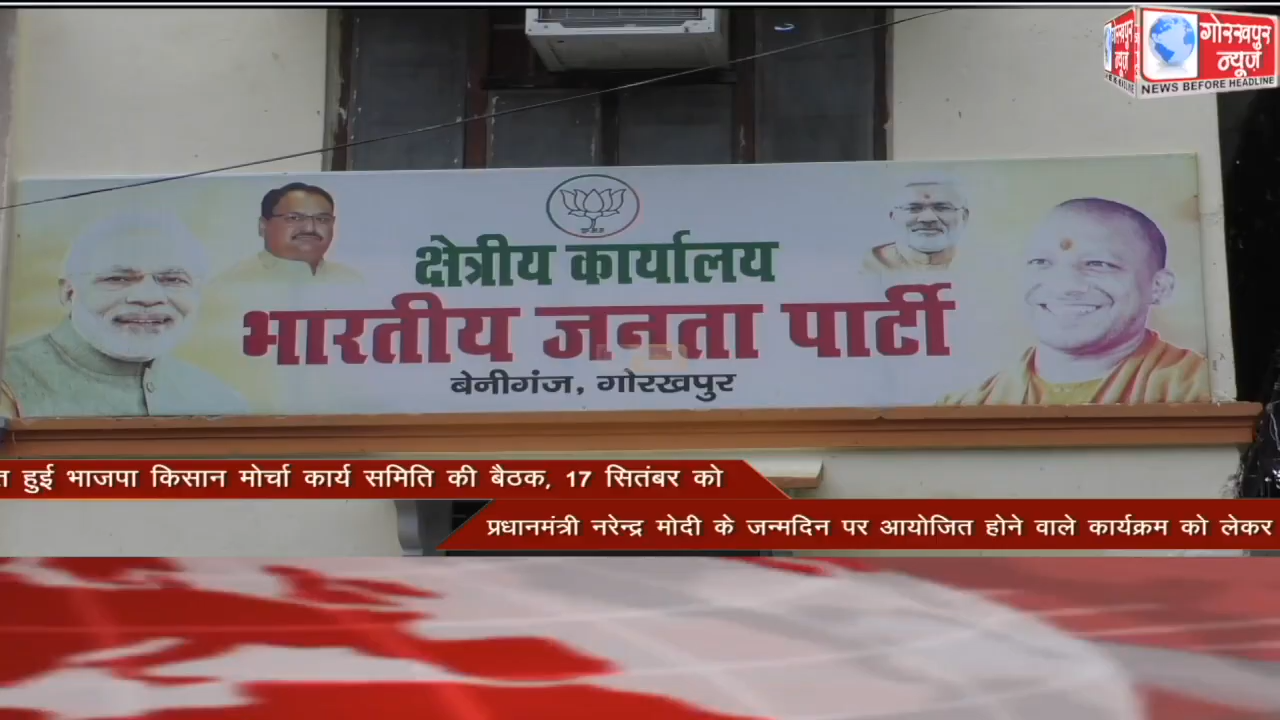 गोरखपुर
न्यूज़
NEWS BEFORE HEADLINE
क्षेत्रीय कार्यालय
भारतीय जनता पार्टी
बेनीगंज, गोरखपुर
हुई भाजपा किसान मोर्चा कार्य समिति की बैठक, 17 सितंबर को
प्रधानमंत्री नरेन्द्र मोदी के जन्मदिन पर आयोजित होने वाले कार्यक्रम को लेकर